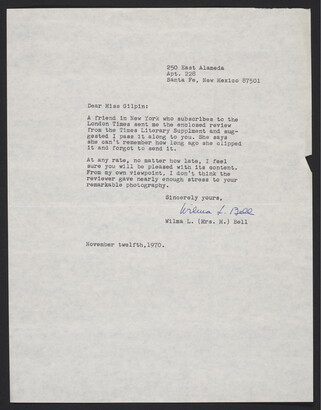 250 East Alameda
Apt. 228
Santa Fe, New Mexico 87501
Dear Miss Gilpin:
A friend in New York who subscribes to the
London Times sent me the enclosed review
from the Times Literary Supplment and sug-
gested I pass it along to you. She says
she can't remember how long ago she clipped
it and forgot to send it.
At any rate, no matter how late, I feel
sure you will be pleased with its content.
From my own viewpoint, I don't think the
reviewer gave nearly enough stress to your
remarkable photography.
Sincerely yours,
Wilma L. Bell
Wilma L. (Mrs. H.) Bell
November twelfth, 1970.